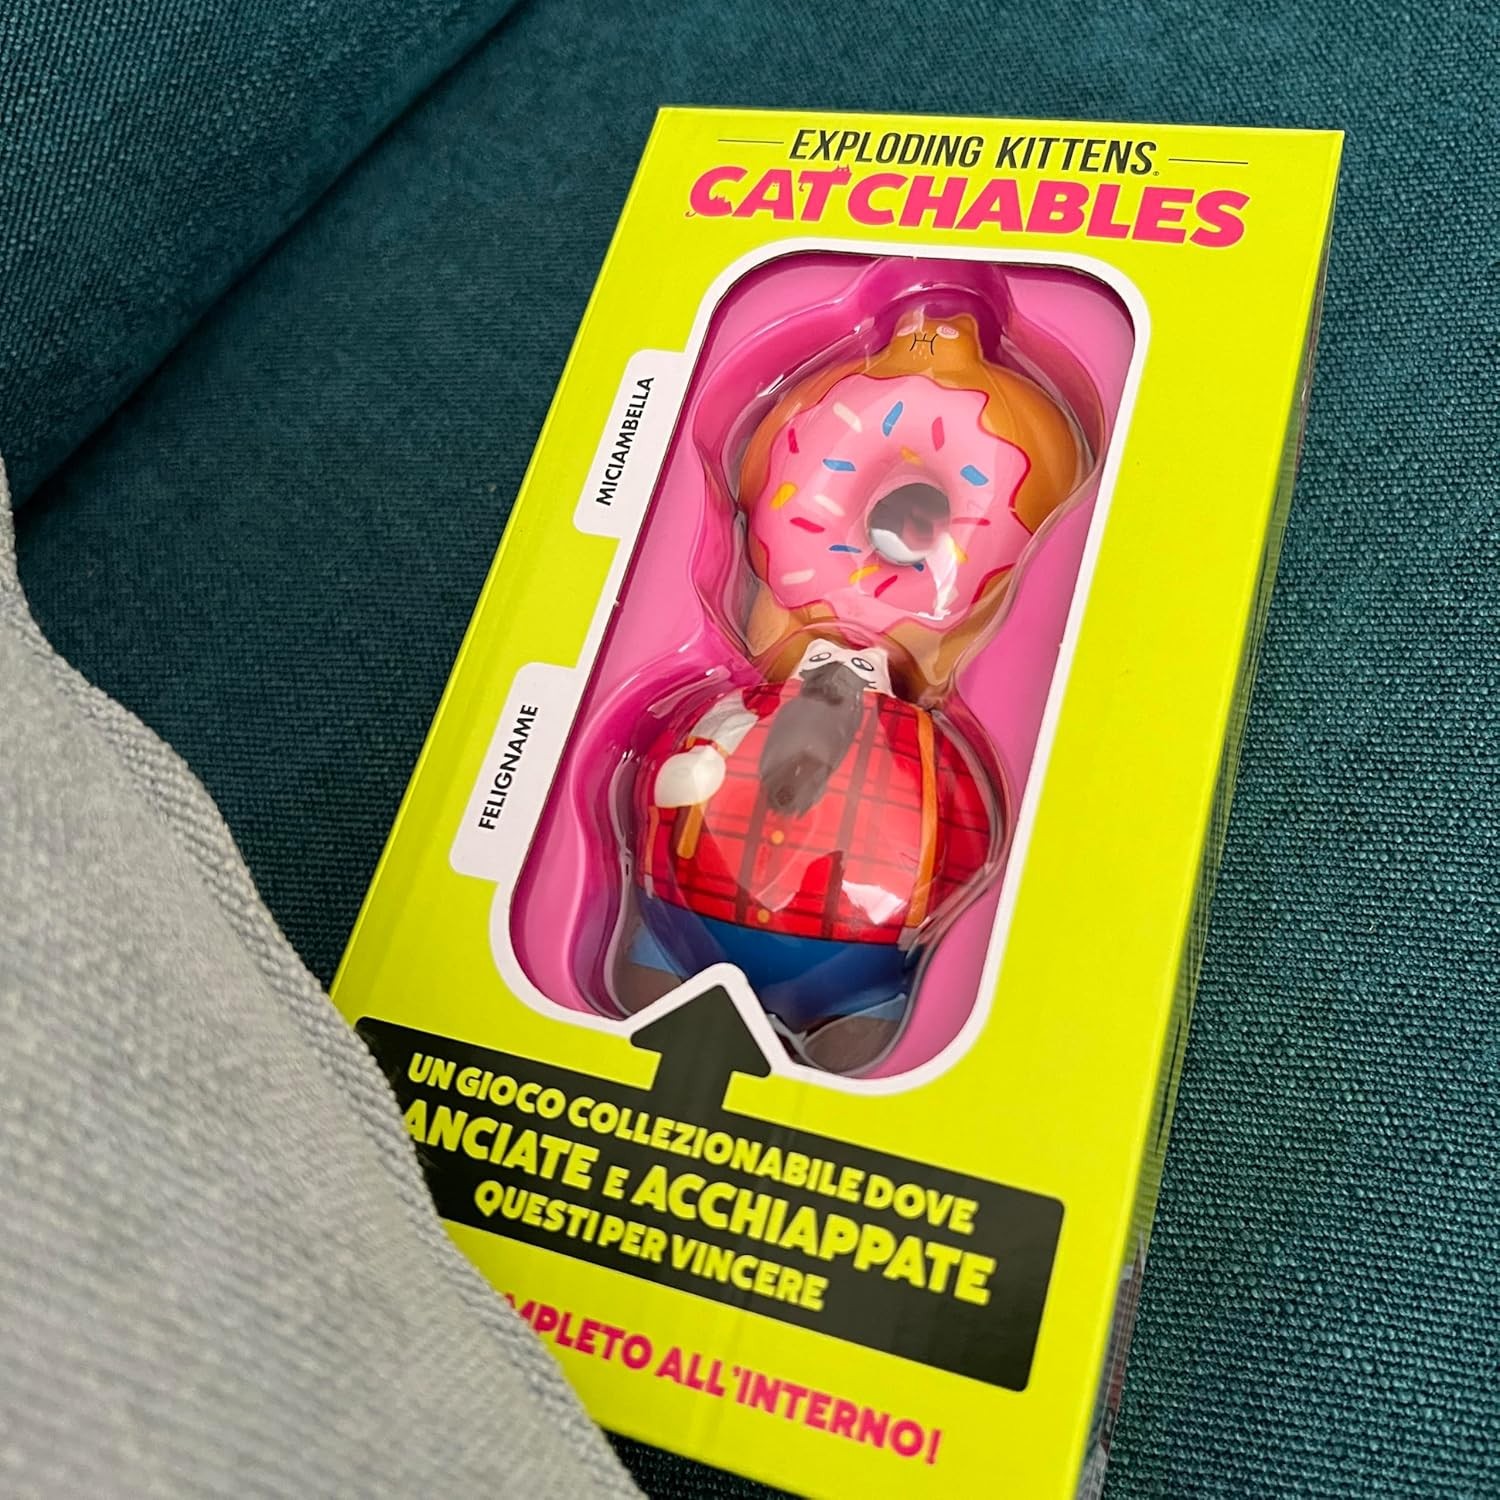 EXPLODING KITTENS®
CATCHABLES
MICIAMBELLA
FELIGNAME
UN GIOCO COLLEZIONABILE DOVE
ANCIATE E ACCHIAPPATE
QUESTI PER VINCERE
MPLETO ALL'INTERNO!